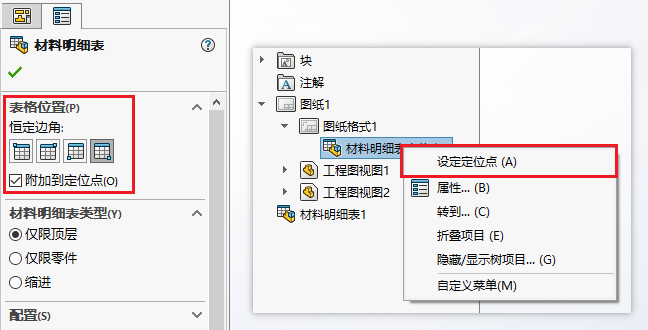 材料明细表
表格位置(P)
恒定边角:
附加到定位点(O)
材料明细表类型(Y)
仅限顶层
仅限零件
缩进
配置(S)
块
A 注解
图纸1
图纸格式1
材料明细表
工程图视图1
工程图视图2
材料明细表1
设定定位点 (A)
属性... (B)
转到... (C)
折叠项目 (E)
隐藏/显示树项目... (G)
自定义菜单(M)